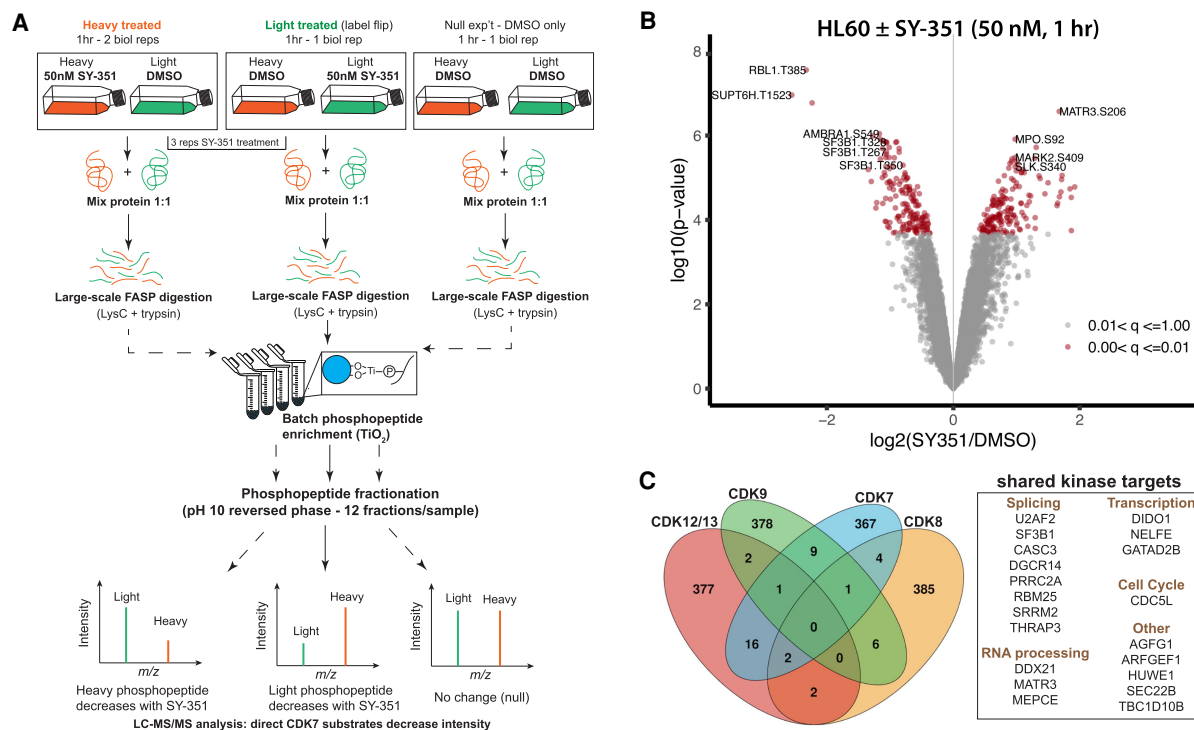 A
Heavy treated
1hr - 2 biol reps
Light treated (label flip)
1hr - 1 biol rep
Null exp't - DMSO only
1 hr - 1 biol rep
Heavy
50nM SY-351
Light
DMSO
Heavy
DMSO
Light
50nM SY-351
Heavy
DMSO
Light
DMSO
3 reps SY-351 treatment
+
+
+
Mix protein 1:1
Mix protein 1:1
Mix protein 1:1
Large-scale FASP digestion
(LysC + trypsin)
Large-scale FASP digestion
(LysC + trypsin)
Large-scale FASP digestion
(LysC + trypsin)
O
O
Ti
P
Batch phosphopeptide
enrichment (TiO2)
Phosphopeptide fractionation
(pH 10 reversed phase - 12 fractions/sample)
Intensity
Light
Heavy
m/z
Heavy phosphopeptide
decreases with SY-351
Intensity
Light
Heavy
m/z
Light phosphopeptide
decreases with SY-351
Intensity
Light
Heavy
m/z
No change (null)
LC-MS/MS analysis: direct CDK7 substrates decrease intensity
B
HL60 ± SY-351 (50 nM, 1 hr)
log10(p-value)
8
6
4
2
0
−2
0
2
log2(SY351/DMSO)
RBL1.T385
SUPT6H.T1523
AMBRA1.S549
SF3B1.T328
SF3B1.T267
SF3B1.T350
MATR3.S206
MPO.S92
MARK2.S409
SLK.S340
0.01< q <=1.00
0.00< q <=0.01
C
CDK12/13
CDK9
CDK7
CDK8
378
367
377
385
2
9
4
1
1
0
16
2
0
6
2
shared kinase targets
Splicing
U2AF2
SF3B1
CASC3
DGCR14
PRRC2A
RBM25
SRRM2
THRAP3
RNA processing
DDX21
MATR3
MEPCE
Transcription
DIDO1
NELFE
GATAD2B
Cell Cycle
CDC5L
Other
AGFG1
ARFGEF1
HUWE1
SEC22B
TBC1D10B